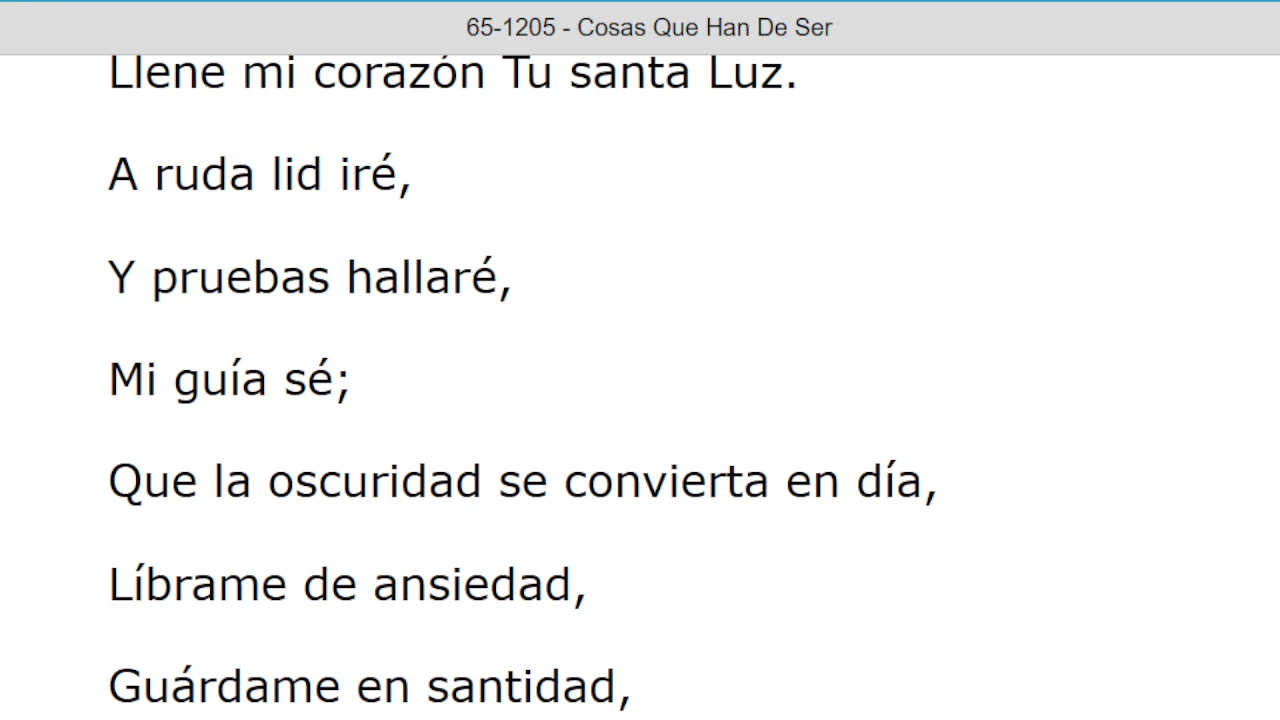 65-1205 - Cosas Que Han De Ser
Llene mi corazón Tu santa Luz.
A ruda lid iré,
Y pruebas hallaré,
Mi guía sé;
Que la oscuridad se convierta en día,
Líbrame de ansiedad,
Guárdame en santidad,